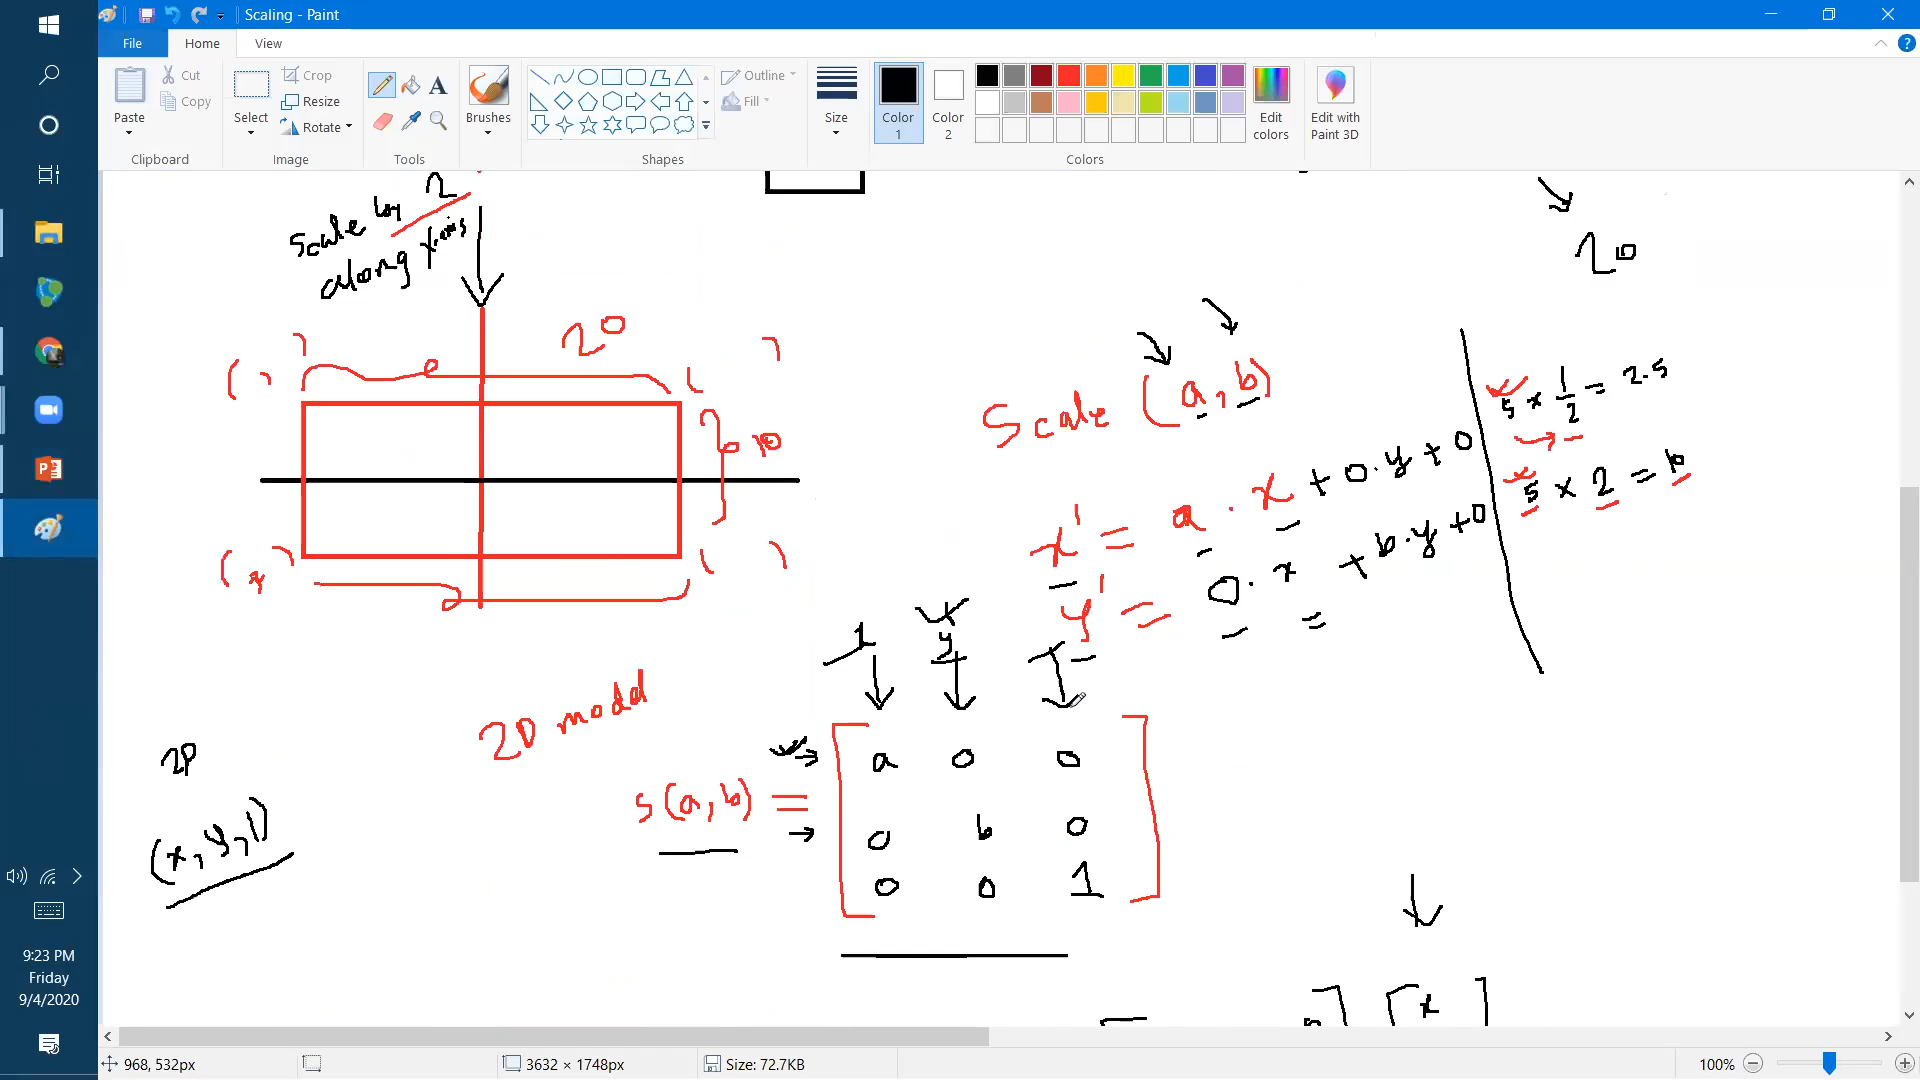 Scaling - Paint
File Home View
Paste Cut Copy Clipboard
Select Crop Resize Rotate Image
A Tools
Brushes
Outline Fill Shapes
Size
Color 1 Color 2 Edit colors Edit with Paint 3D Colors
Scale by 2
along
20
20
10
Scale (a, b)
x' = a . x + 0.y + 0
y' = 0. x + b.y + 0
5 x 1/2 = 2.5
5 x 2 = 10
20
1 y
2D model
S(a, b) =
a 0 0
0 b 0
0 0 1
2D
(x, y, 1)
x
9:23 PM
Friday
9/4/2020
968, 532px
3632 × 1748px
Size: 72.7KB
100%